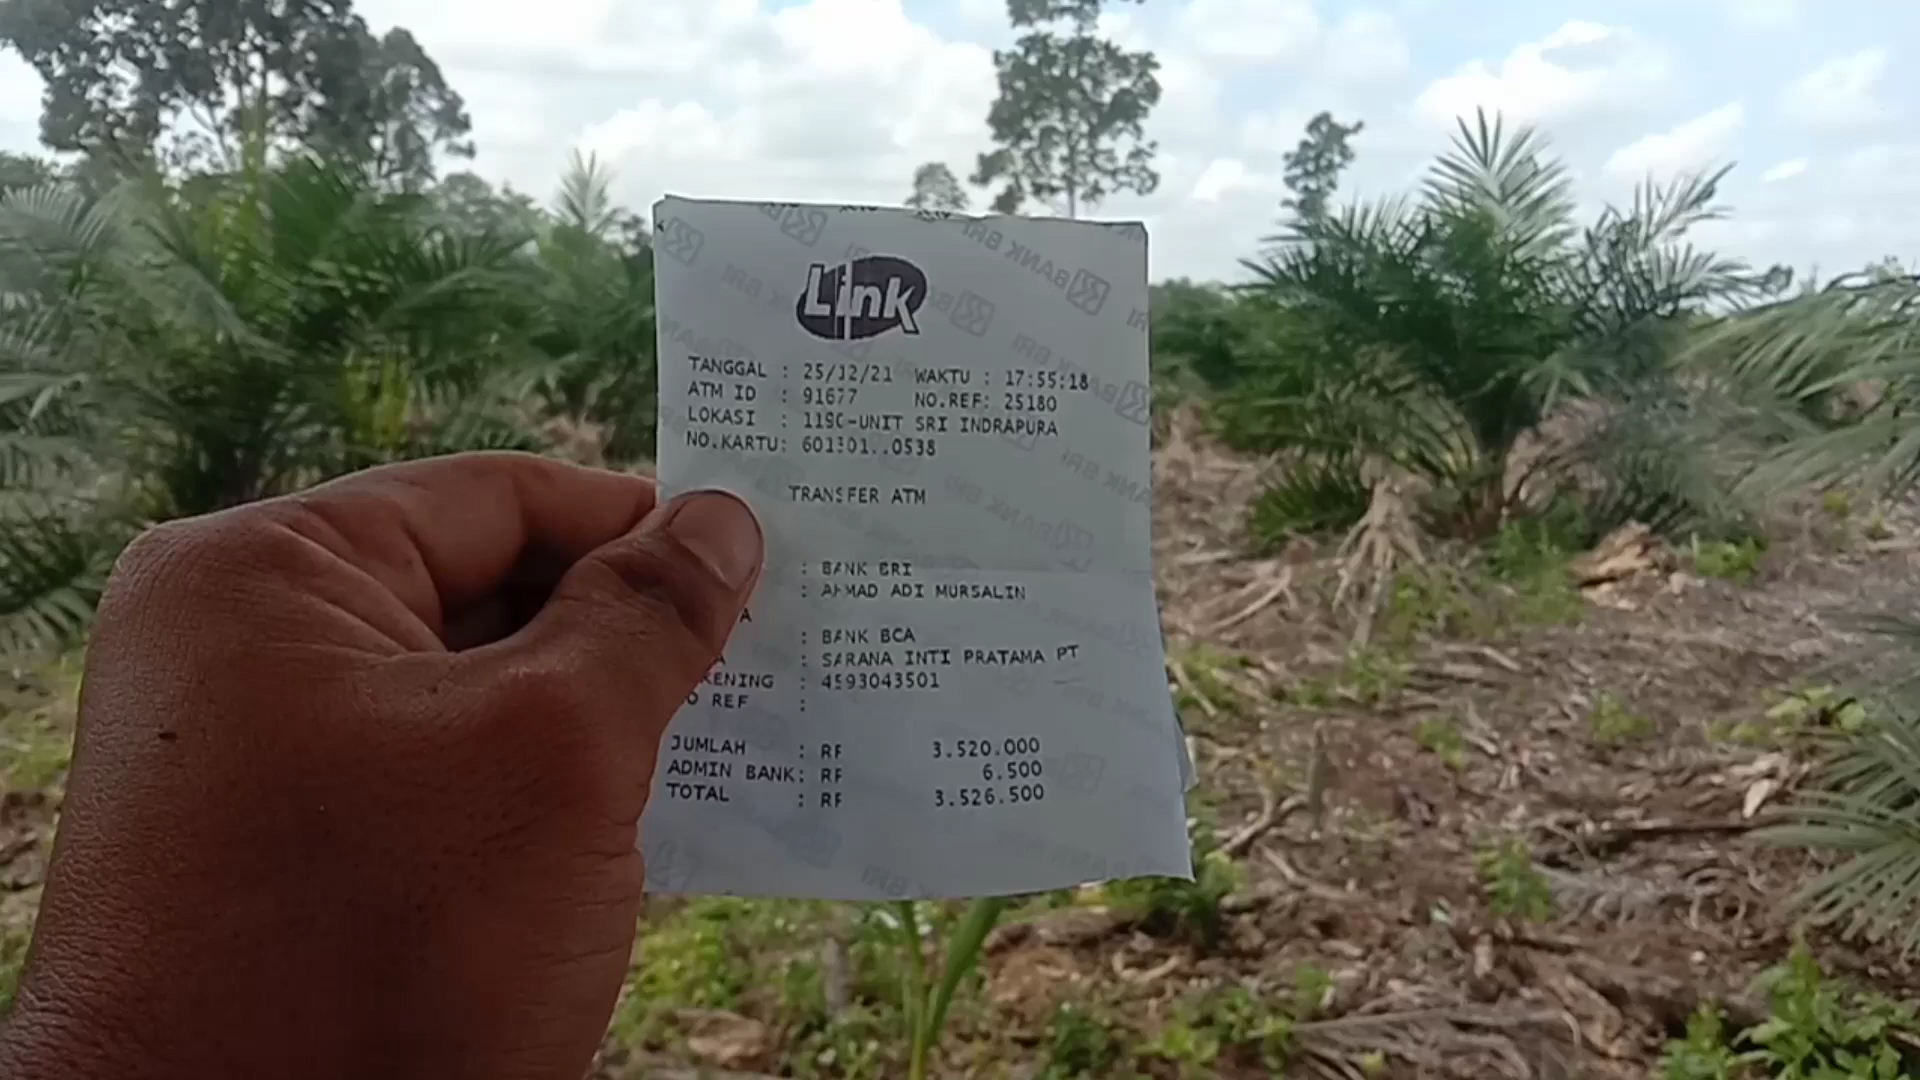 Link
TANGGAL : 25/12/21 WAKTU : 17:55:18
ATM ID : 91677 NO.REF: 25180
LOKASI : 1190-UNIT SRI INDRAPURA
NO.KARTU: 601301..0538
TRANSFER ATM
: BANK BRI
: AHMAD ADI MURSALIN
A
: BANK BCA
A : SARANA INTI PRATAMA PT
KENING : 4593043501
O REF :
JUMLAH : RP 3.520.000
ADMIN BANK: RP 6.500
TOTAL : RP 3.526.500